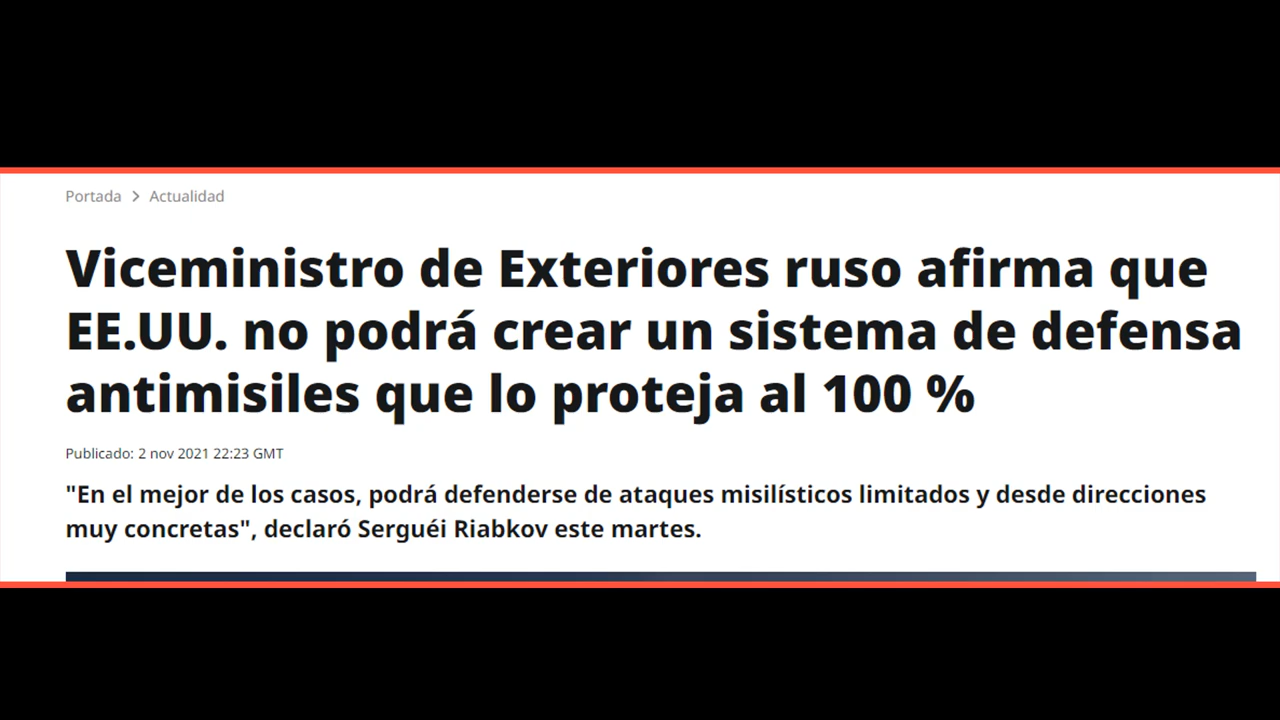 Portada > Actualidad
Viceministro de Exteriores ruso afirma que
EE.UU. no podrá crear un sistema de defensa
antimisiles que lo proteja al 100 %
Publicado: 2 nov 2021 22:23 GMT
"En el mejor de los casos, podrá defenderse de ataques misilísticos limitados y desde direcciones
muy concretas", declaró Serguéi Riabkov este martes.